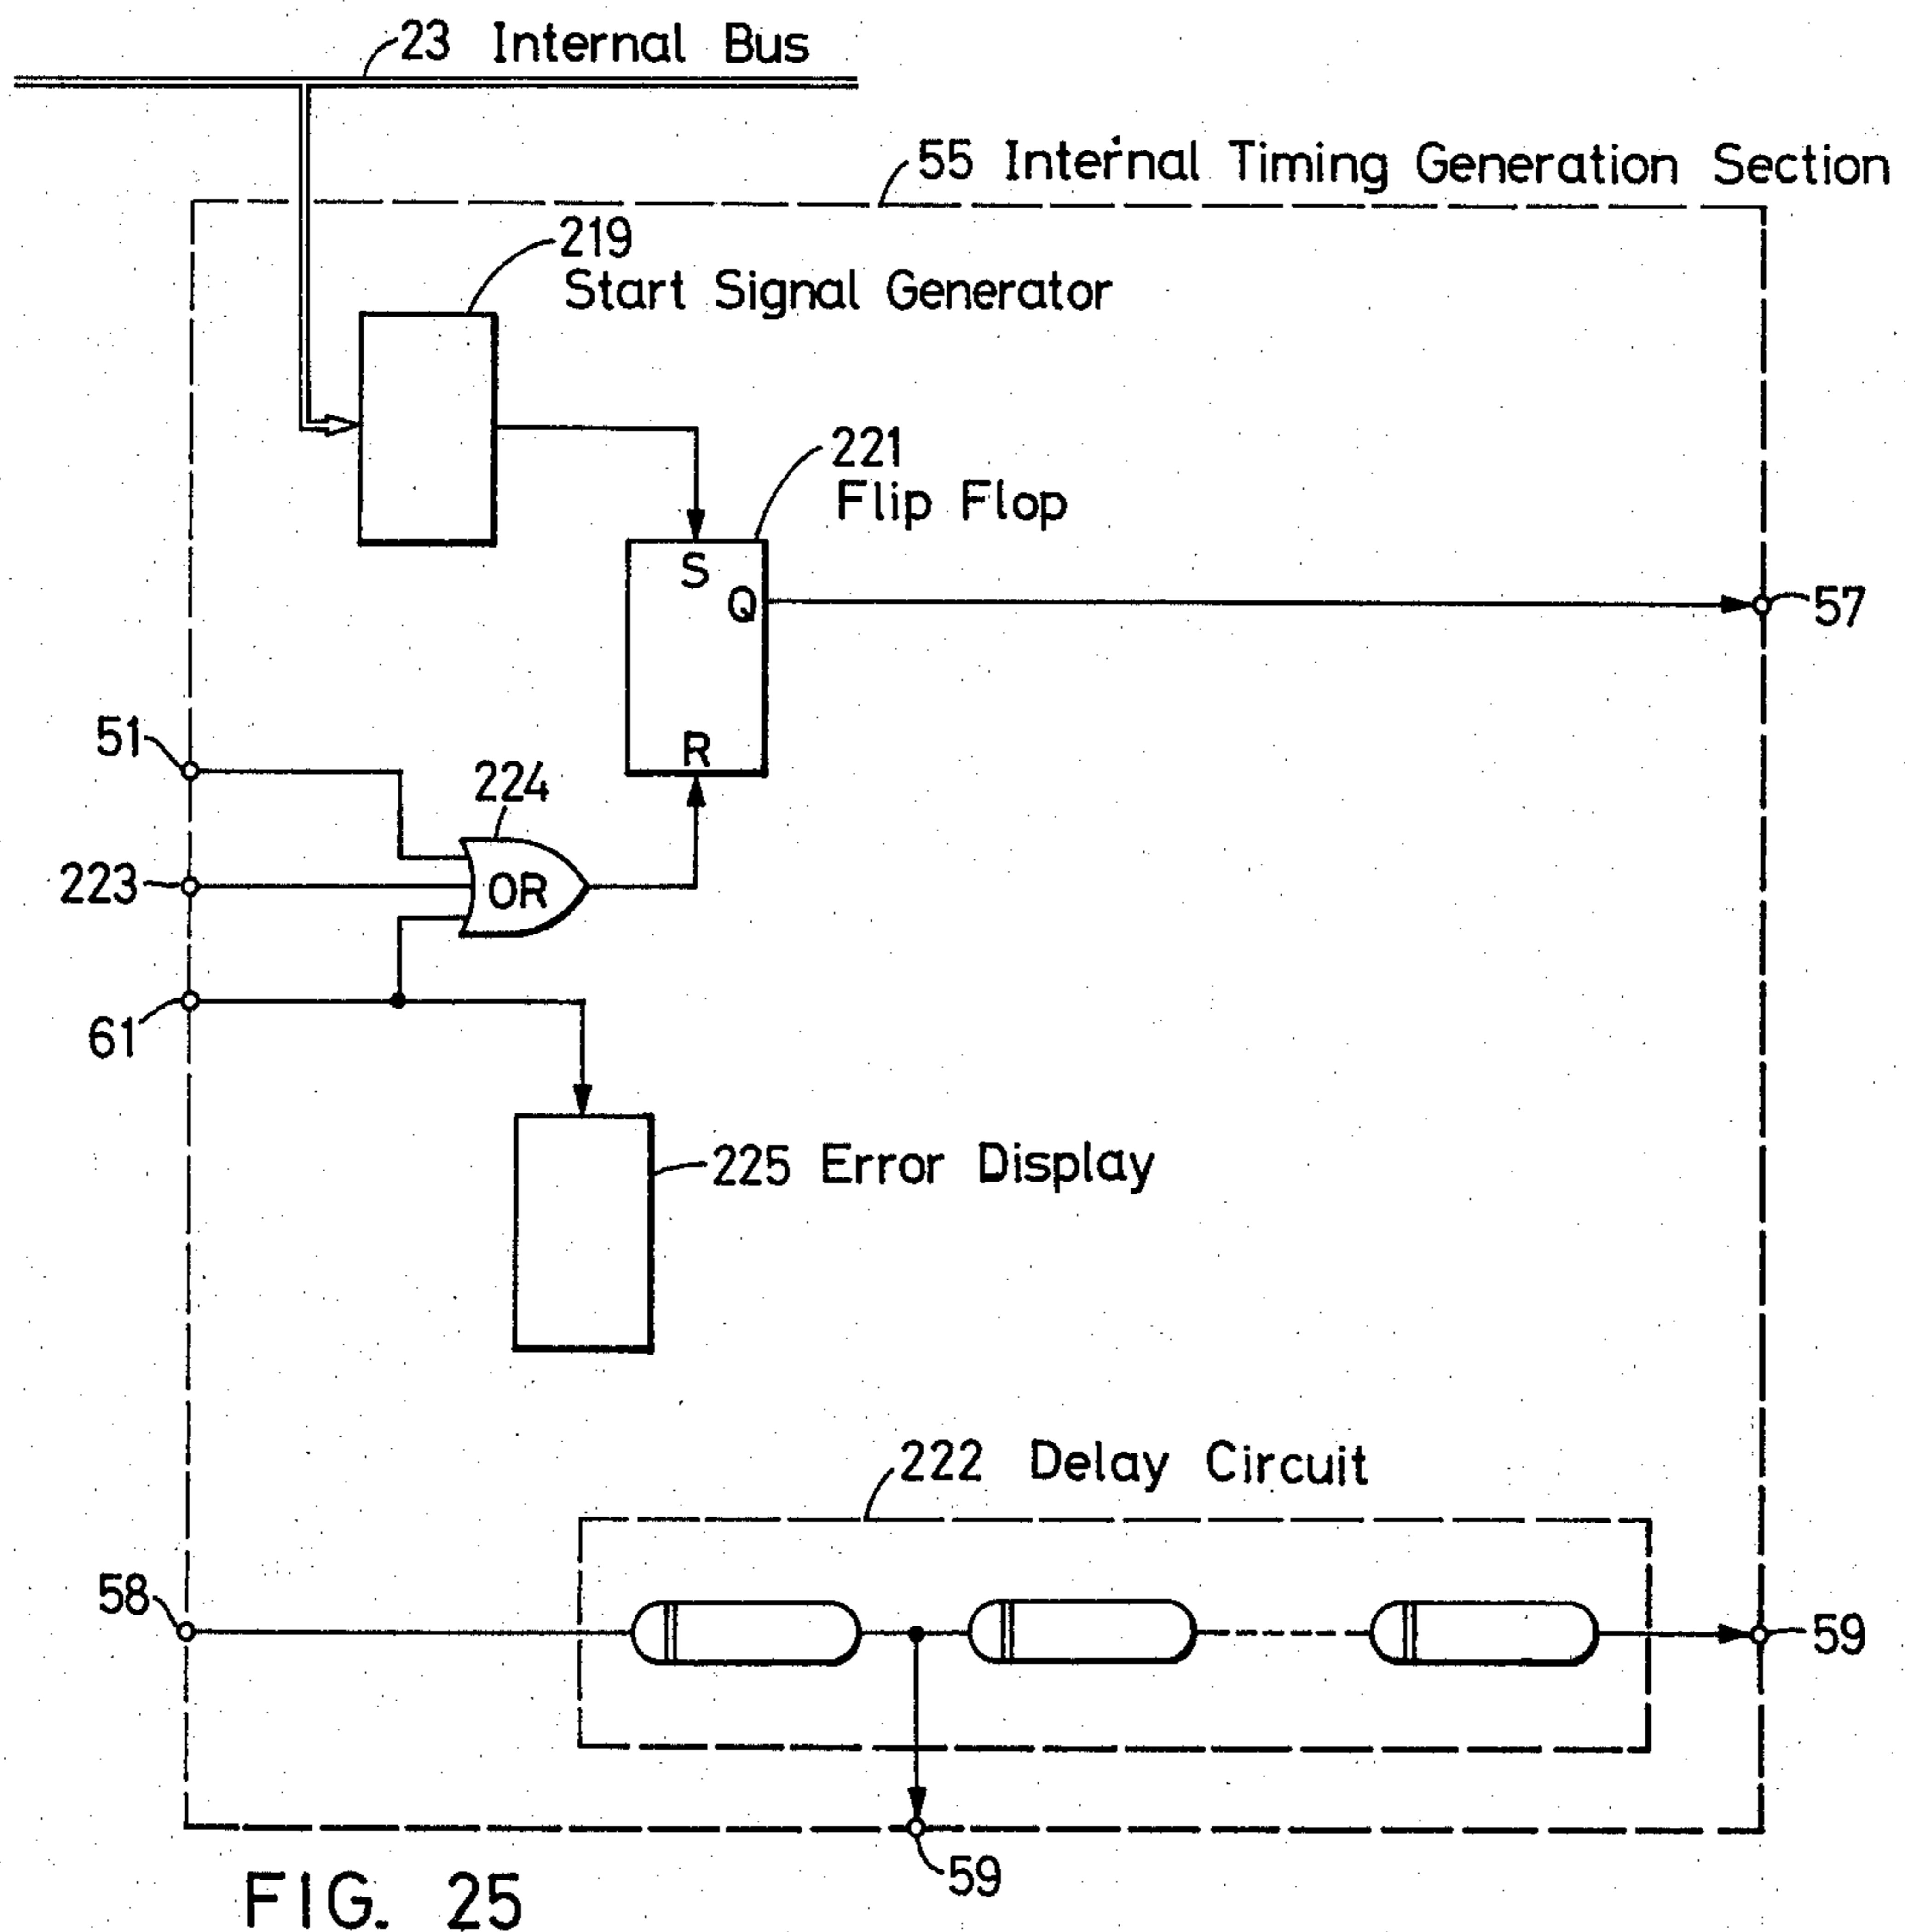 23 Internal Bus
55 Internal Timing Generation Section
219
Start Signal Generator
221
Flip Flop
S
Q
57
51
R
224
223
OR
61
225 Error Display
222 Delay Circuit
58
59
59
FIG. 25